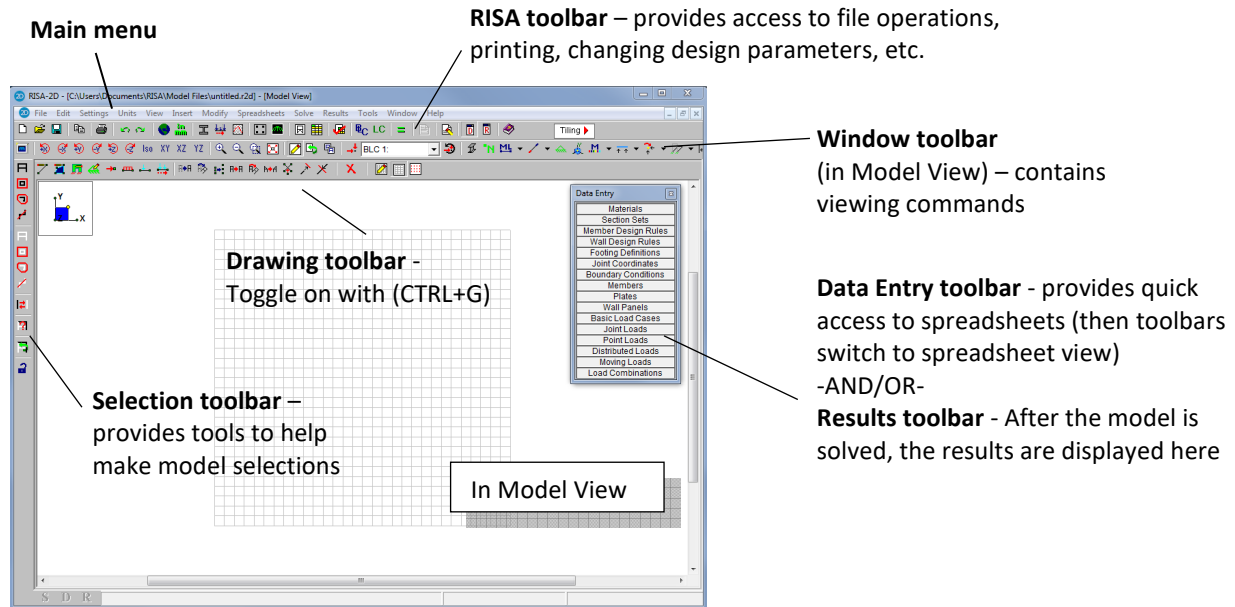 RISA toolbar – provides access to file operations,
printing, changing design parameters, etc.
Main menu
RISA-2D - [C:\Users\Documents\RISA\Model Files\untitled.r2d] - [Model View]
File Edit Settings Units View Insert Modify Spreadsheets Solve Results Tools Window Help
LC Tiling
Iso XY XZ YZ BLC 1:
Window toolbar
(in Model View) – contains
viewing commands
Y
X
Data Entry
Materials
Section Sets
Member Design Rules
Wall Design Rules
Footing Definitions
Joint Coordinates
Boundary Conditions
Members
Plates
Wall Panels
Basic Load Cases
Joint Loads
Point Loads
Distributed Loads
Moving Loads
Load Combinations
Drawing toolbar -
Toggle on with (CTRL+G)
Data Entry toolbar - provides quick
access to spreadsheets (then toolbars
switch to spreadsheet view)
-AND/OR-
Results toolbar - After the model is
solved, the results are displayed here
Selection toolbar –
provides tools to help
make model selections
In Model View
S D R